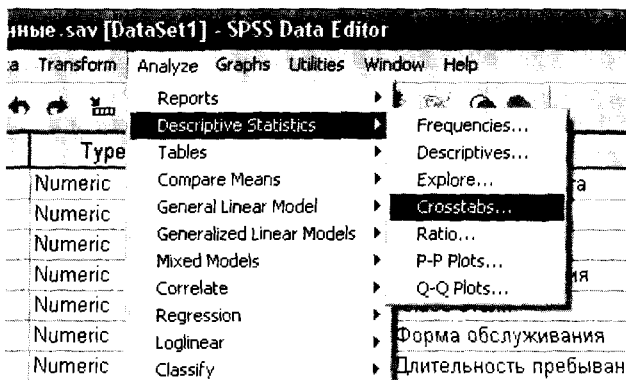 нные.sav [DataSet1] - SPSS Data Editor
Transform Analyze Graphs Utilities Window Help
Reports
Descriptive Statistics
Frequencies...
Type
Tables
Descriptives...
Numeric
Compare Means
Explore...
та
Numeric
General Linear Model
Crosstabs...
Numeric
Generalized Linear Models
Ratio...
Numeric
Mixed Models
P-P Plots...
ия
Correlate
Q-Q Plots...
Numeric
Regression
Numeric
Loglinear
Форма обслуживания
Numeric
Classify
Длительность пребыван